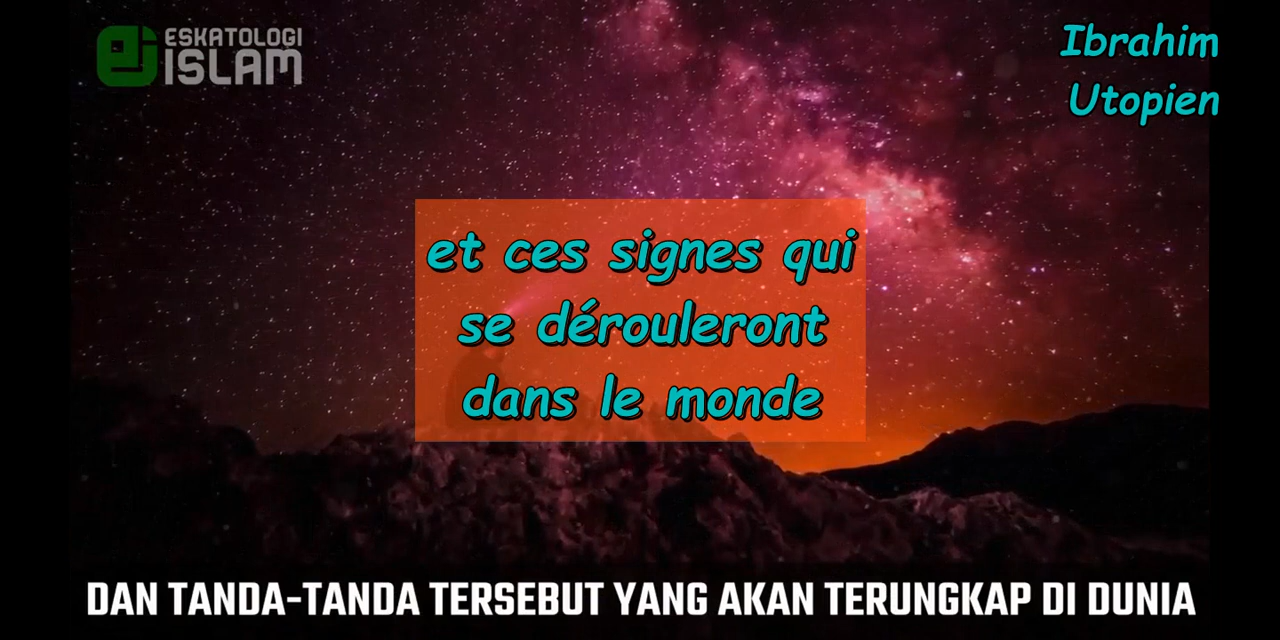 ESKATOLOGI
ISLAM
Ibrahim
Utopien
et ces signes qui
se dérouleront
dans le monde
DAN TANDA-TANDA TERSEBUT YANG AKAN TERUNGKAP DI DUNIA